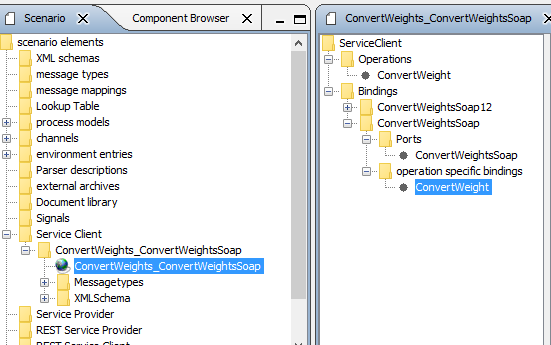 Scenario
Component Browser
scenario elements
XML schemas
message types
message mappings
Lookup Table
process models
channels
environment entries
Parser descriptions
external archives
Document library
Signals
Service Client
ConvertWeights_ConvertWeightsSoap
ConvertWeights_ConvertWeightsSoap
Messagetypes
XMLSchema
Service Provider
REST Service Provider
REST Service Client
ConvertWeights_ConvertWeightsSoap
ServiceClient
Operations
ConvertWeight
Bindings
ConvertWeightsSoap12
ConvertWeightsSoap
Ports
ConvertWeightsSoap
operation specific bindings
ConvertWeight